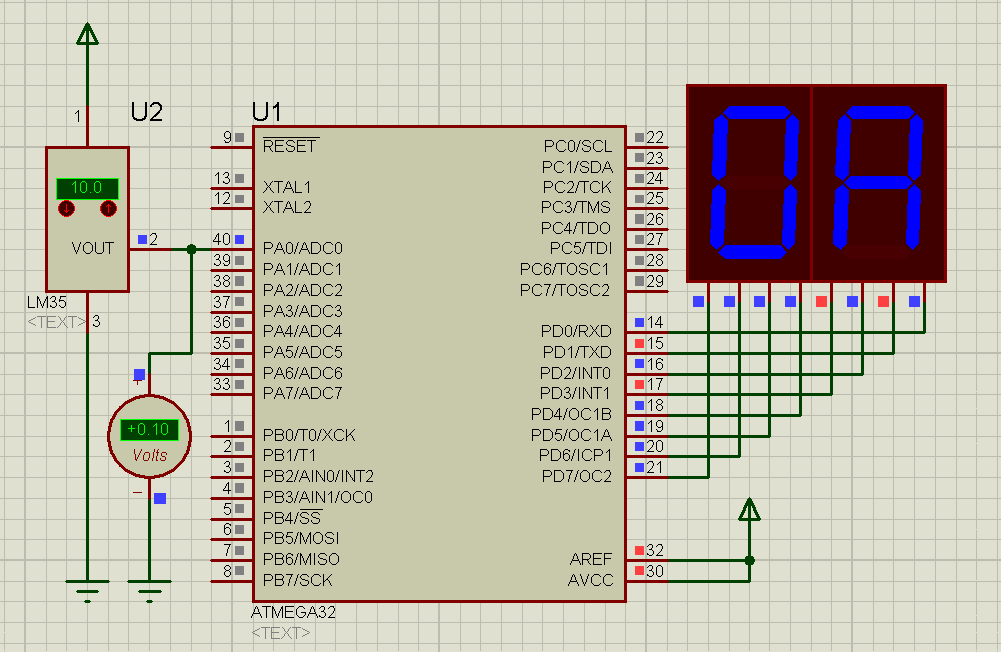 U2
1
10.0
VOUT
2
LM35
<TEXT>
3
+
+0.10
Volts
−
U1
9 RESET
13 XTAL1
12 XTAL2
40 PA0/ADC0
39 PA1/ADC1
38 PA2/ADC2
37 PA3/ADC3
36 PA4/ADC4
35 PA5/ADC5
34 PA6/ADC6
33 PA7/ADC7
1 PB0/T0/XCK
2 PB1/T1
3 PB2/AIN0/INT2
4 PB3/AIN1/OC0
5 PB4/SS
6 PB5/MOSI
7 PB6/MISO
8 PB7/SCK
PC0/SCL 22
PC1/SDA 23
PC2/TCK 24
PC3/TMS 25
PC4/TDO 26
PC5/TDI 27
PC6/TOSC1 28
PC7/TOSC2 29
PD0/RXD 14
PD1/TXD 15
PD2/INT0 16
PD3/INT1 17
PD4/OC1B 18
PD5/OC1A 19
PD6/ICP1 20
PD7/OC2 21
AREF 32
AVCC 30
ATMEGA32
<TEXT>
0A